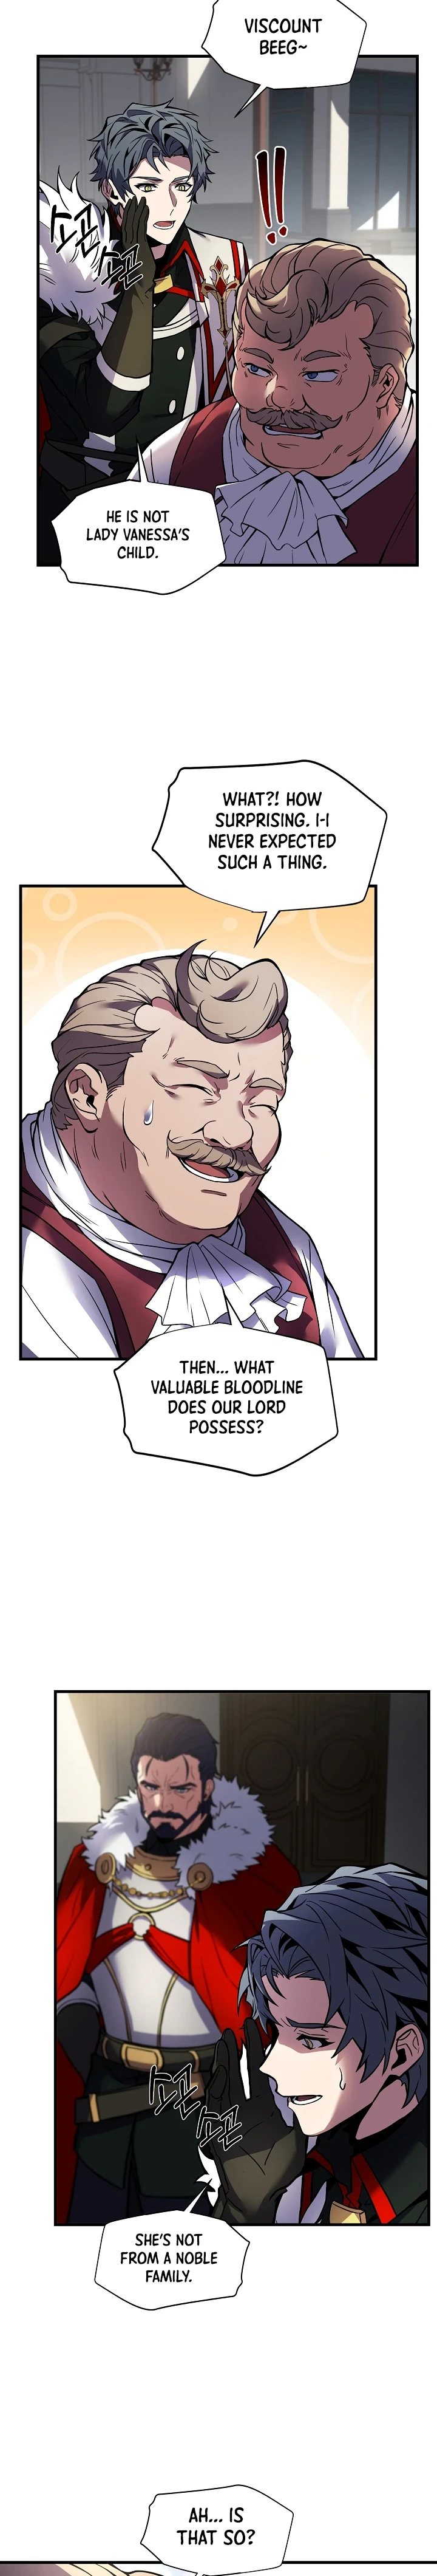 VISCOUNT
BEEG~
!!
소곤
소곤
HE IS NOT
LADY VANESSA'S
CHILD.
WHAT?! HOW
SURPRISING. I-I
NEVER EXPECTED
SUCH A THING.
THEN... WHAT
VALUABLE BLOODLINE
DOES OUR LORD
POSSESS?
소곤
소곤
SHE'S NOT
FROM A NOBLE
FAMILY.
AH... IS
THAT SO?